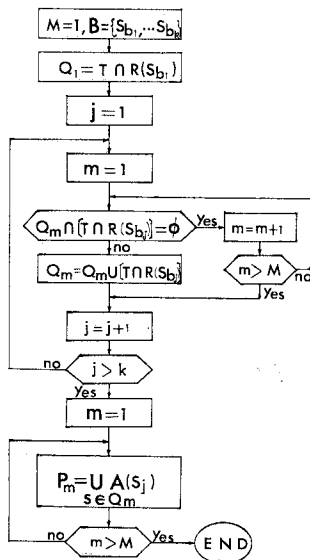 M=1, B={S_b₁,...S_bk}
Q₁=T∩R(S_b₁)
j=1
m=1
Q_m∩[T∩R(S_bj)]=ϕ
yes
m=m+1
no
Q_m=Q_m∪[T∩R(S_bj)]
m>M
no
yes
j=j+1
no
j>k
yes
m=1
P_m=∪A(S_j)
s∈Q_m
no
m>M
yes
END